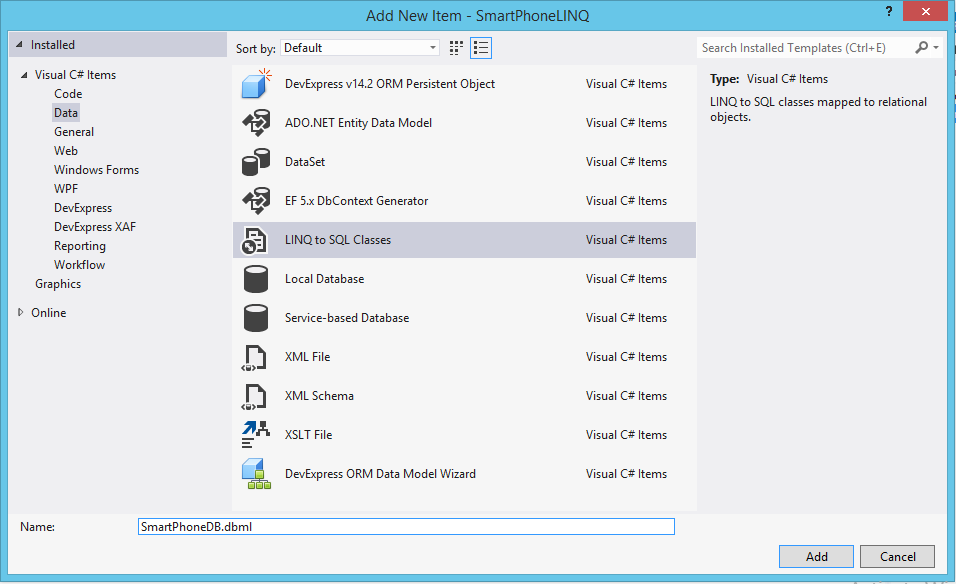 Add New Item - SmartPhoneLINQ
?
Installed
Sort by: Default
Search Installed Templates (Ctrl+E)
Visual C# Items
Code
Data
General
Web
Windows Forms
WPF
DevExpress
DevExpress XAF
Reporting
Workflow
Graphics
Online
DevExpress v14.2 ORM Persistent Object Visual C# Items
ADO.NET Entity Data Model Visual C# Items
DataSet Visual C# Items
EF 5.x DbContext Generator Visual C# Items
LINQ to SQL Classes Visual C# Items
Local Database Visual C# Items
Service-based Database Visual C# Items
XML File Visual C# Items
XML Schema Visual C# Items
XSLT File Visual C# Items
DevExpress ORM Data Model Wizard Visual C# Items
Type: Visual C# Items
LINQ to SQL classes mapped to relational
objects.
Name: SmartPhoneDB.dbml
Add Cancel